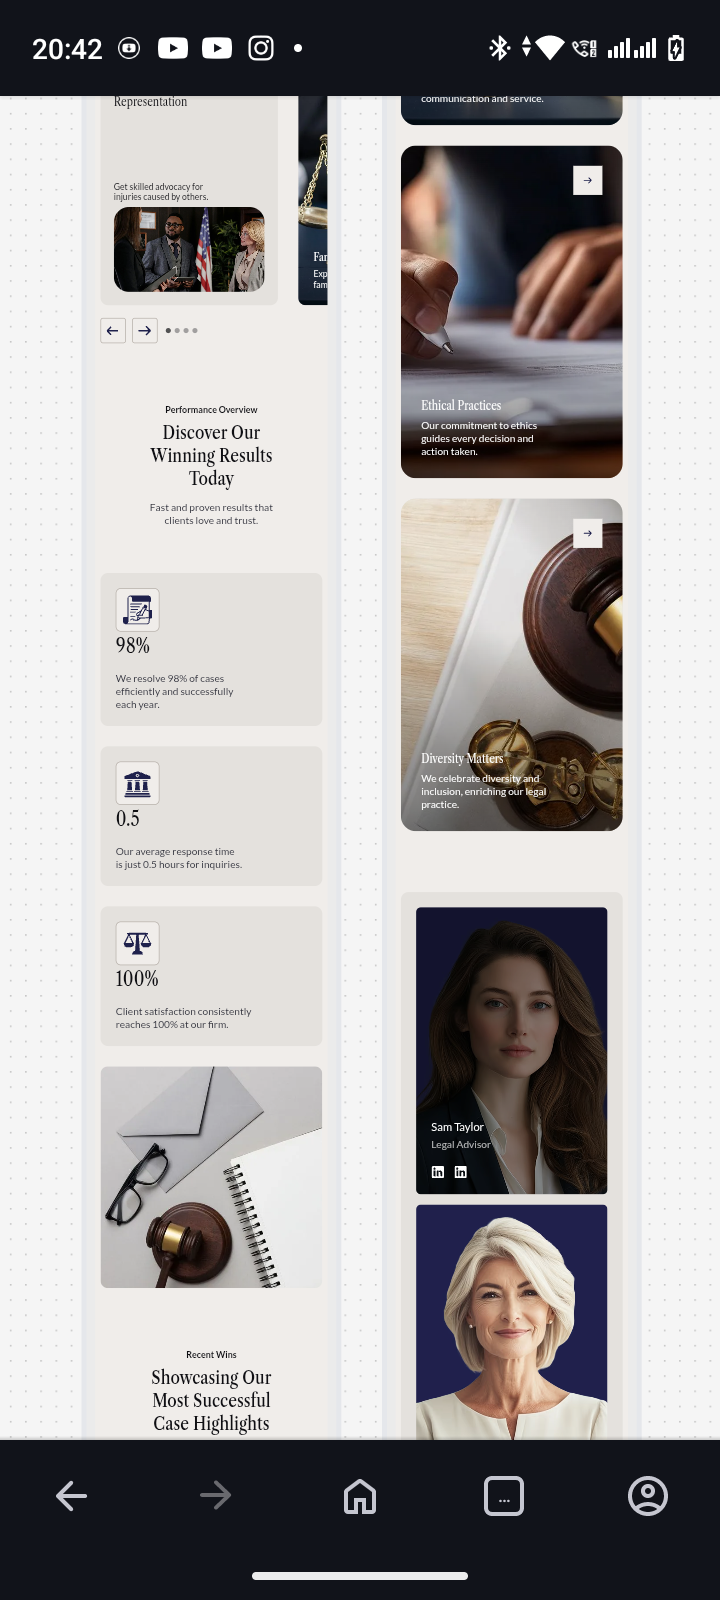 20:42
Representation
Get skilled advocacy for
injuries caused by others.
Fan
Exp
fam
Performance Overview
Discover Our
Winning Results
Today
Fast and proven results that
clients love and trust.
98%
We resolve 98% of cases
efficiently and successfully
each year.
0.5
Our average response time
is just 0.5 hours for inquiries.
100%
Client satisfaction consistently
reaches 100% at our firm.
Recent Wins
Showcasing Our
Most Successful
Case Highlights
communication and service.
Ethical Practices
Our commitment to ethics
guides every decision and
action taken.
Diversity Matters
We celebrate diversity and
inclusion, enriching our legal
practice.
Sam Taylor
Legal Advisor
in in
...